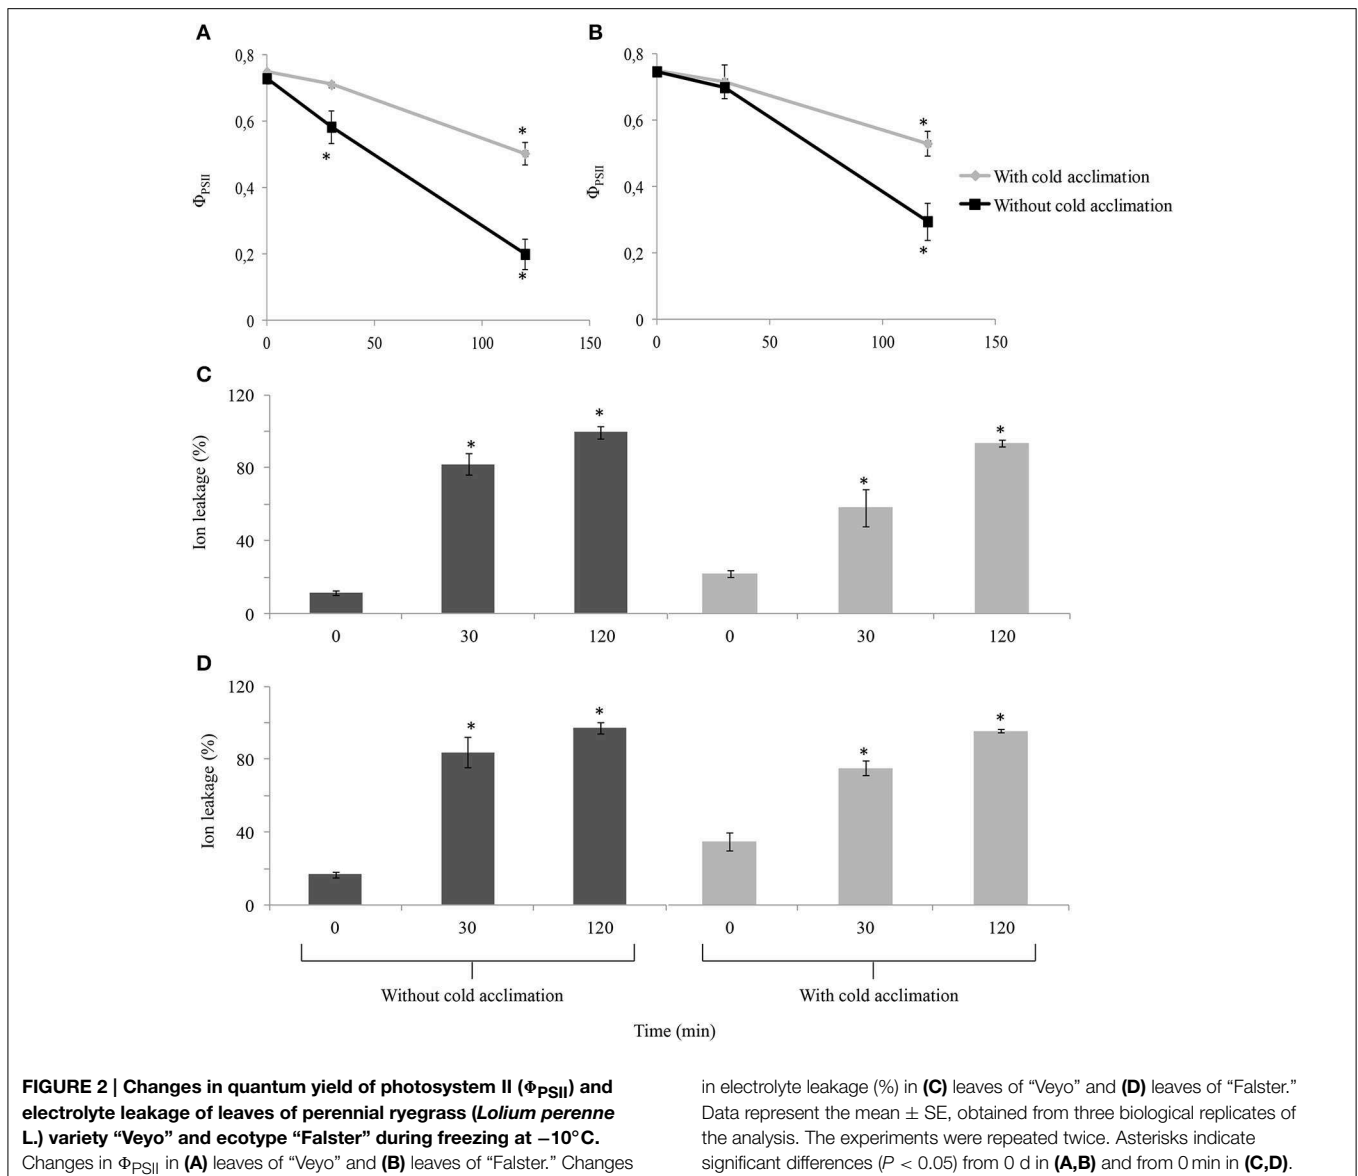 A
0,8
0,6
0,4
0,2
0
ΦPSII
*
*
*
0
50
100
150
B
0,8
0,6
0,4
0,2
0
ΦPSII
*
*
0
50
100
150
With cold acclimation
Without cold acclimation
C
120
80
40
0
Ion leakage (%)
*
*
*
*
0
30
120
0
30
120
D
120
80
40
0
Ion leakage (%)
*
*
*
*
0
30
120
0
30
120
Without cold acclimation
With cold acclimation
Time (min)
FIGURE 2 | Changes in quantum yield of photosystem II (ΦPSII) and
electrolyte leakage of leaves of perennial ryegrass (Lolium perenne
L.) variety “Veyo” and ecotype “Falster” during freezing at −10°C.
Changes in ΦPSII in (A) leaves of “Veyo” and (B) leaves of “Falster.” Changes
in electrolyte leakage (%) in (C) leaves of “Veyo” and (D) leaves of “Falster.”
Data represent the mean ± SE, obtained from three biological replicates of
the analysis. The experiments were repeated twice. Asterisks indicate
significant differences (P < 0.05) from 0 d in (A,B) and from 0 min in (C,D).